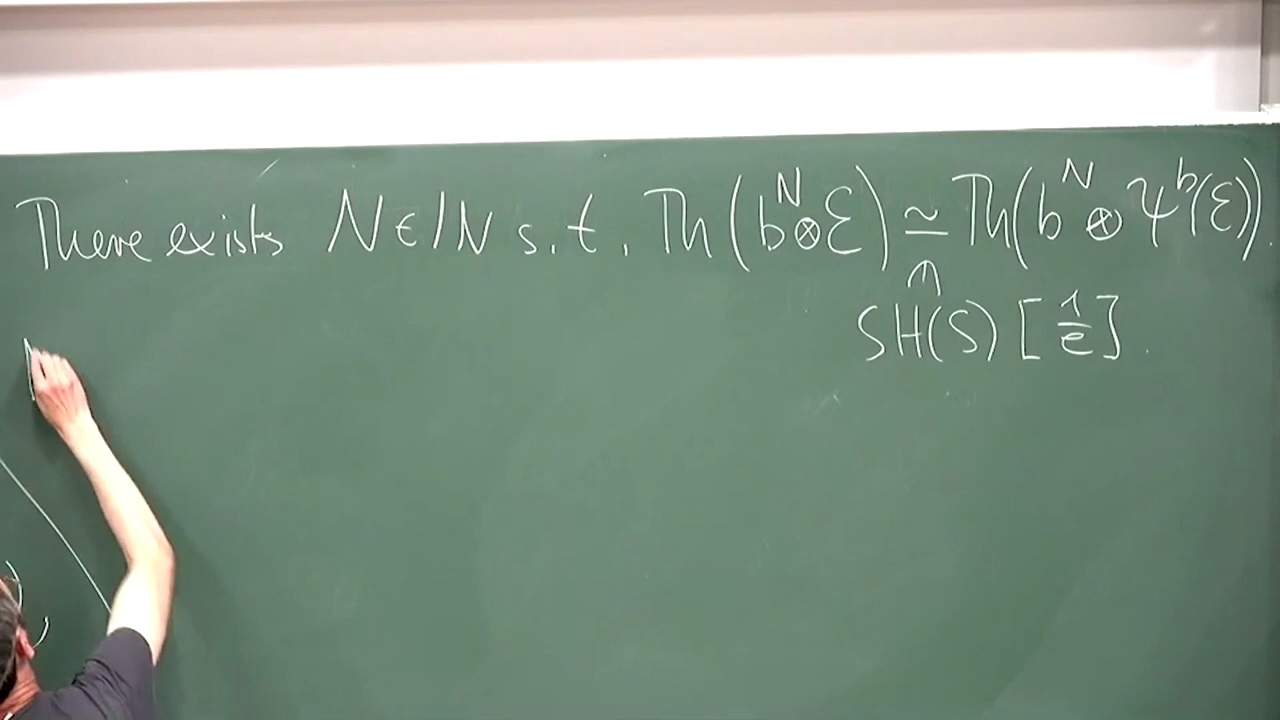 There exists N ∈ ℕ s.t. Th(b^N ⊗ ℰ) ≃ Th(b^N ⊗ Ψ^b(ℰ)).
∩
SH(S)[1/e].